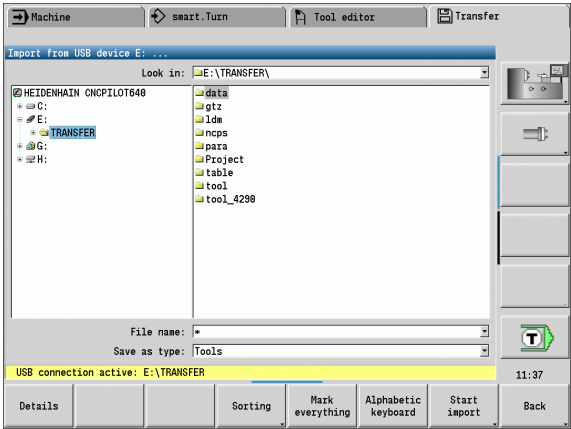 Machine
smart.Turn
Tool editor
Transfer
Import from USB device E: ...
Look in: E:\TRANSFER\
HEIDENHAIN CNCPILOT640
C:
E:
TRANSFER
G:
H:
data
gtz
ldm
ncps
para
Project
table
tool
tool_4290
File name: *
Save as type: Tools
USB connection active: E:\TRANSFER
T
11:37
Details
Sorting
Mark
everything
Alphabetic
keyboard
Start
import
Back